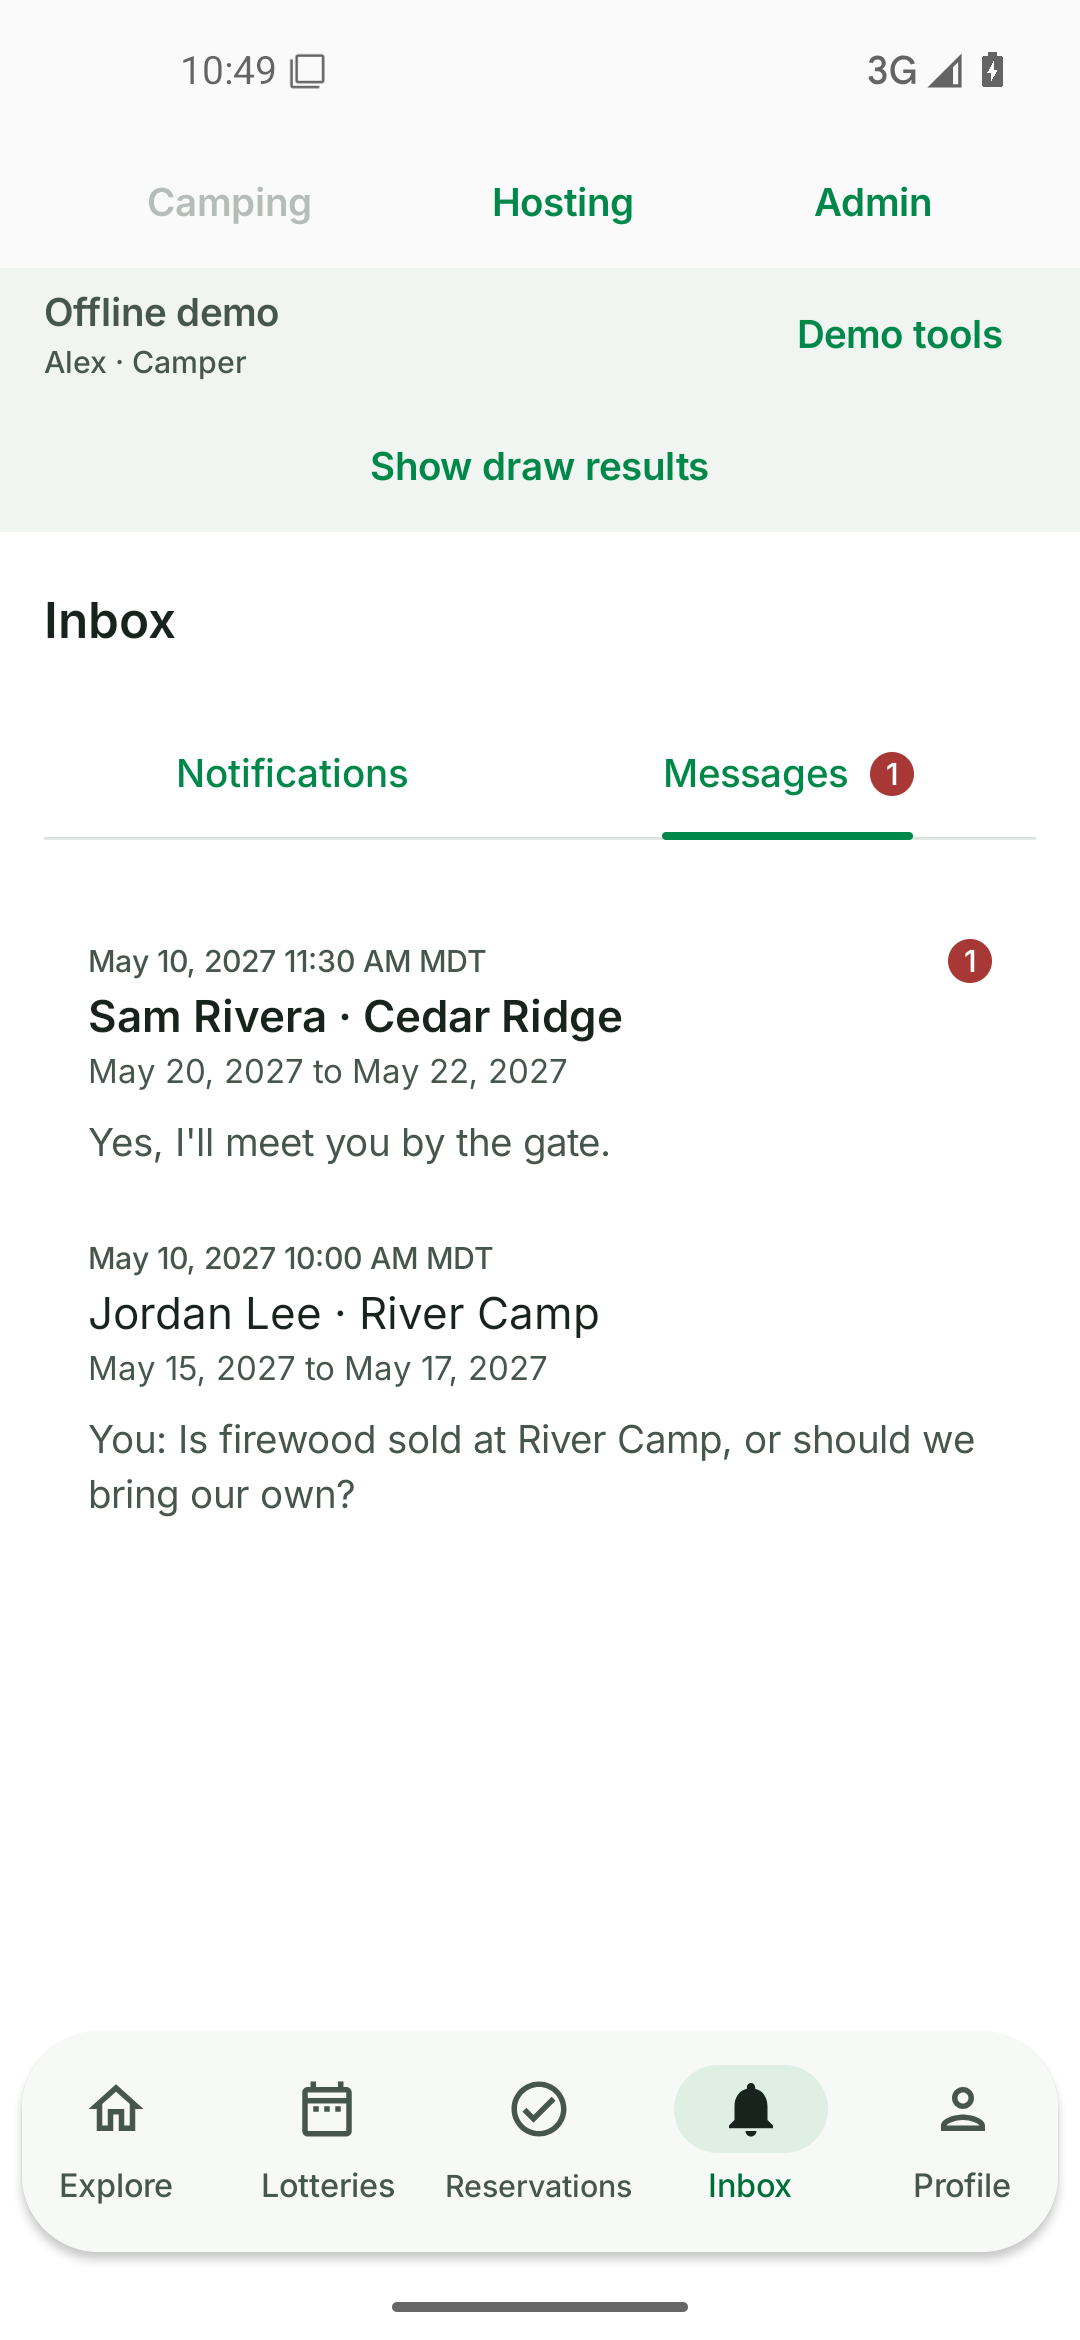 10:49
3G
Camping Hosting Admin
Offline demo
Alex · Camper
Demo tools
Show draw results
Inbox
Notifications
Messages 1
May 10, 2027 11:30 AM MDT 1
Sam Rivera · Cedar Ridge
May 20, 2027 to May 22, 2027
Yes, I'll meet you by the gate.
May 10, 2027 10:00 AM MDT
Jordan Lee · River Camp
May 15, 2027 to May 17, 2027
You: Is firewood sold at River Camp, or should we
bring our own?
Explore Lotteries Reservations Inbox Profile